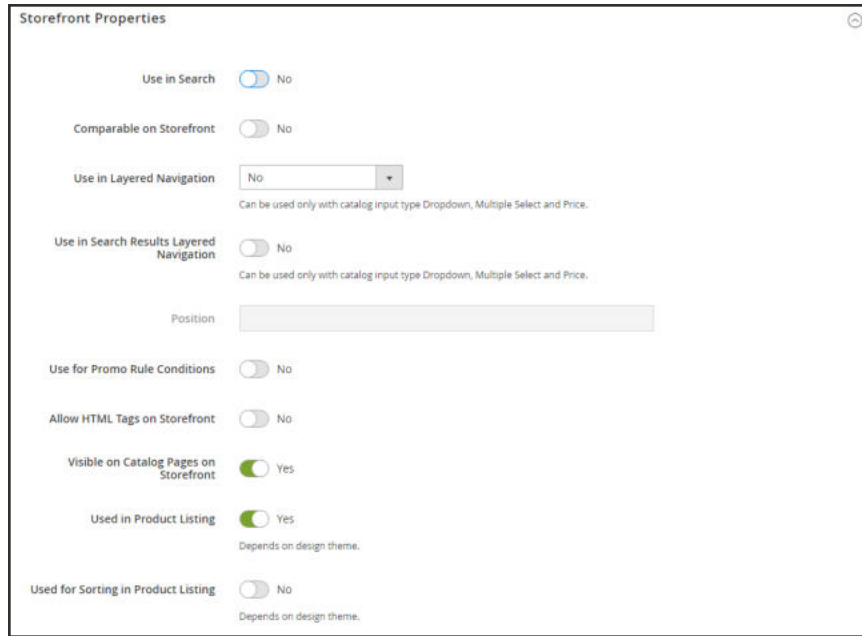 Storefront Properties
Use in Search No
Comparable on Storefront No
Use in Layered Navigation No
Can be used only with catalog input type Dropdown, Multiple Select and Price.
Use in Search Results Layered
Navigation No
Can be used only with catalog input type Dropdown, Multiple Select and Price.
Position
Use for Promo Rule Conditions No
Allow HTML Tags on Storefront No
Visible on Catalog Pages on
Storefront Yes
Used in Product Listing Yes
Depends on design theme.
Used for Sorting in Product Listing No
Depends on design theme.